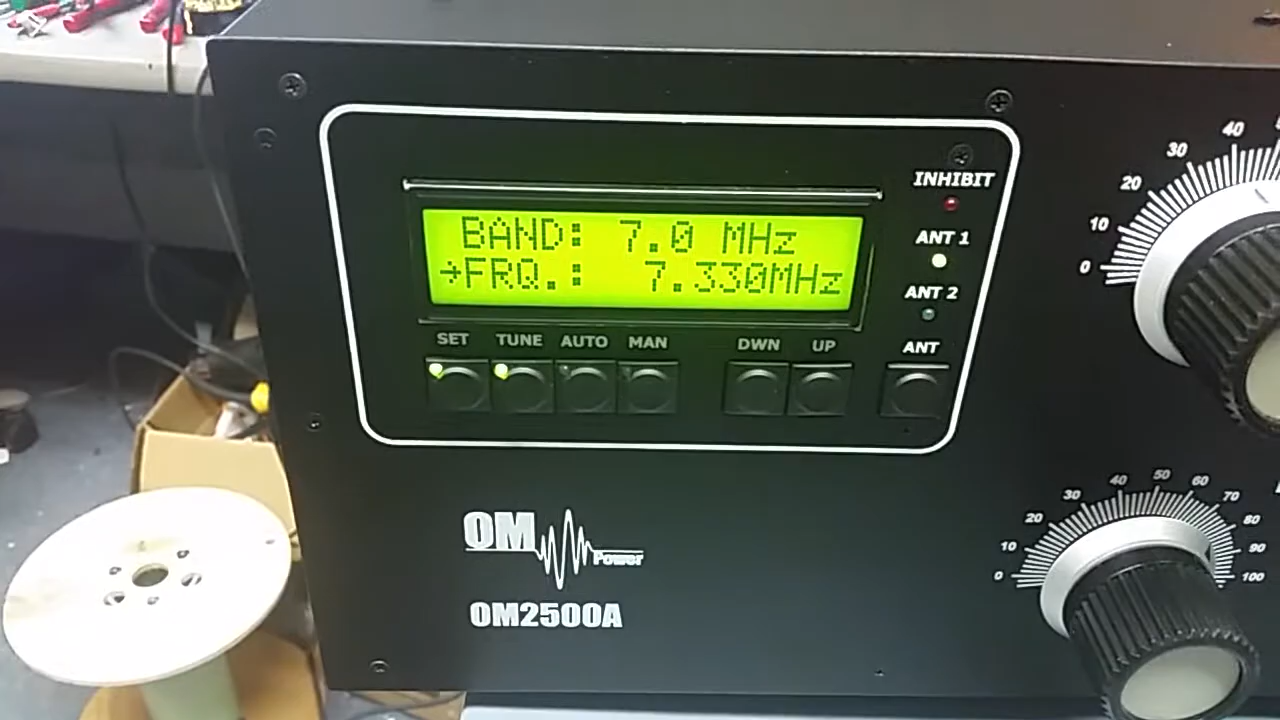 INHIBIT
ANT 1
ANT 2
ANT
BAND: 7.0 MHz
→FRQ.: 7.330MHz
SET TUNE AUTO MAN DWN UP
OM Power
OM2500A
0 10 20 30 40
0 10 20 30 40 50 60 70 80 90 100